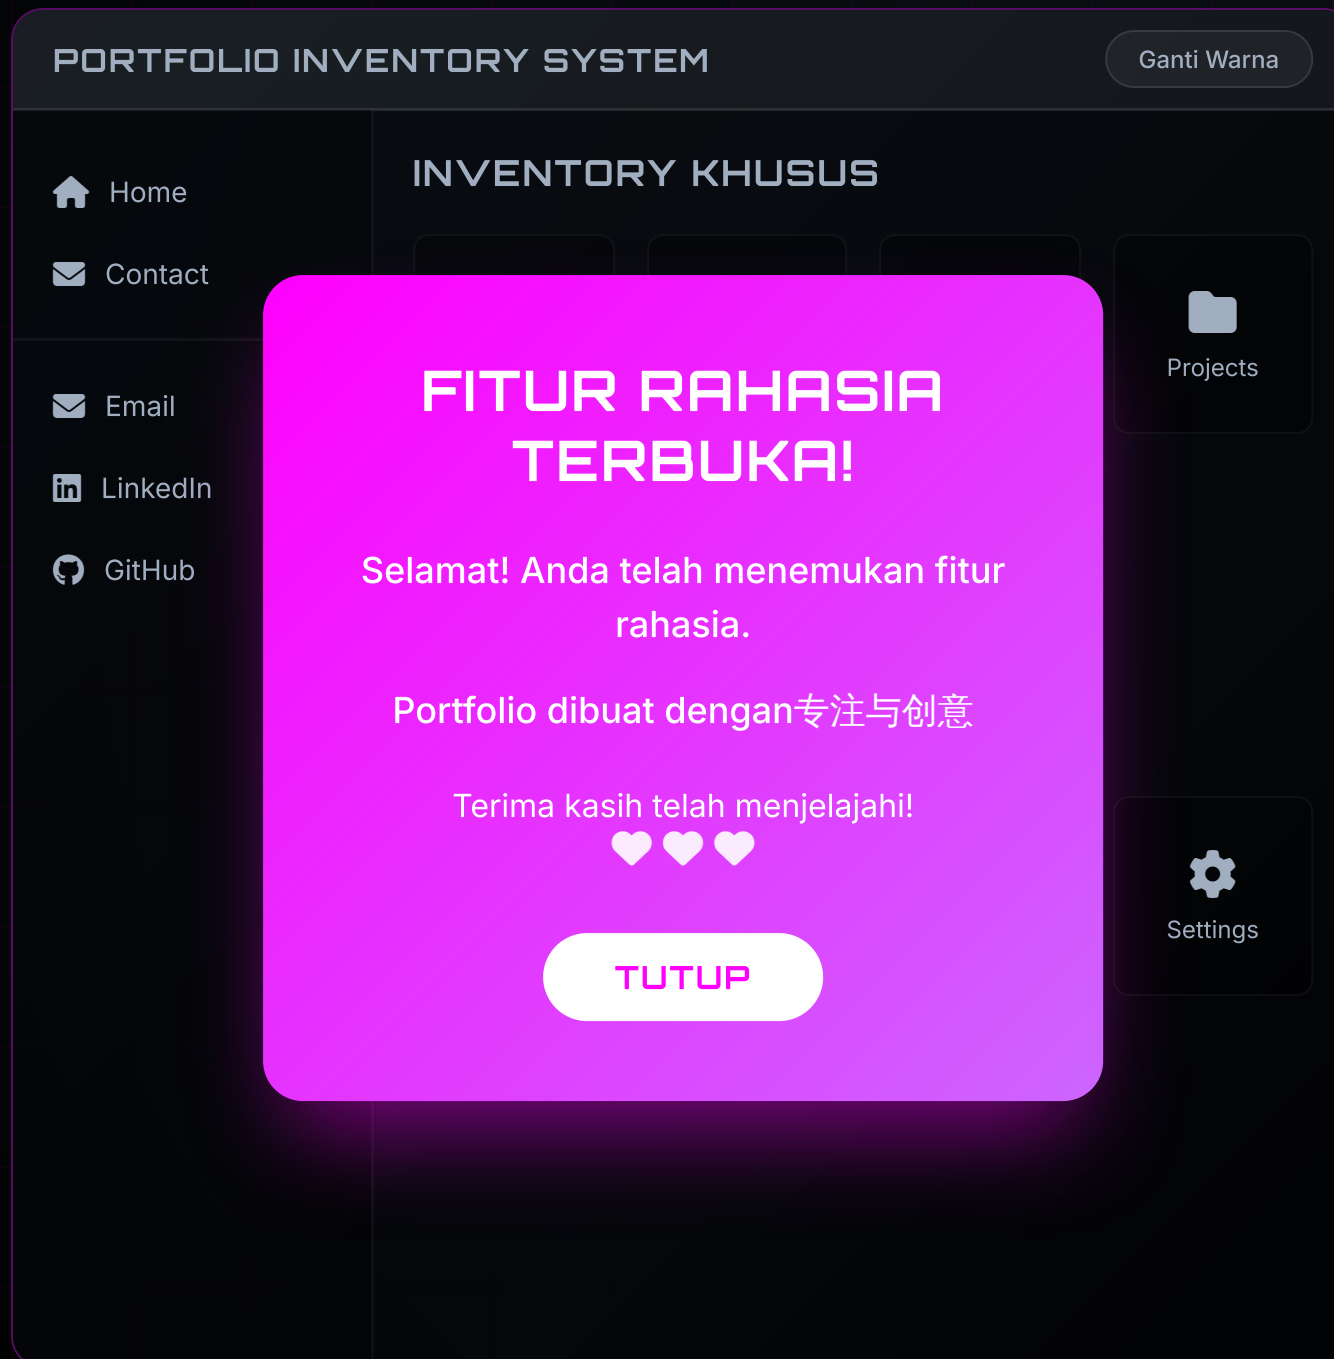 PORTFOLIO INVENTORY SYSTEM
Ganti Warna
Home
Contact
Email
LinkedIn
GitHub
INVENTORY KHUSUS
Projects
Settings
FITUR RAHASIA
TERBUKA!
Selamat! Anda telah menemukan fitur
rahasia.
Portfolio dibuat dengan专注与创意
Terima kasih telah menjelajahi!
TUTUP